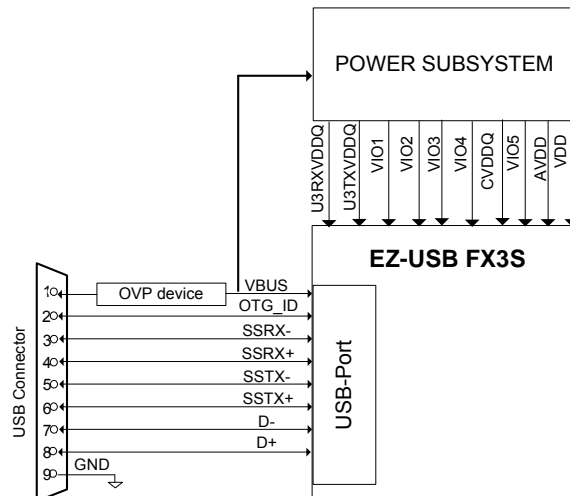 POWER SUBSYSTEM
U3RXVDDQ
U3TXVDDQ
VIO1
VIO2
VIO3
VIO4
CVDDQ
VIO5
AVDD
VDD
EZ-USB FX3S
USB Connector
1
OVP device
VBUS
2
OTG_ID
3
SSRX-
4
SSRX+
5
SSTX-
6
SSTX+
7
D-
8
D+
9
GND
USB-Port